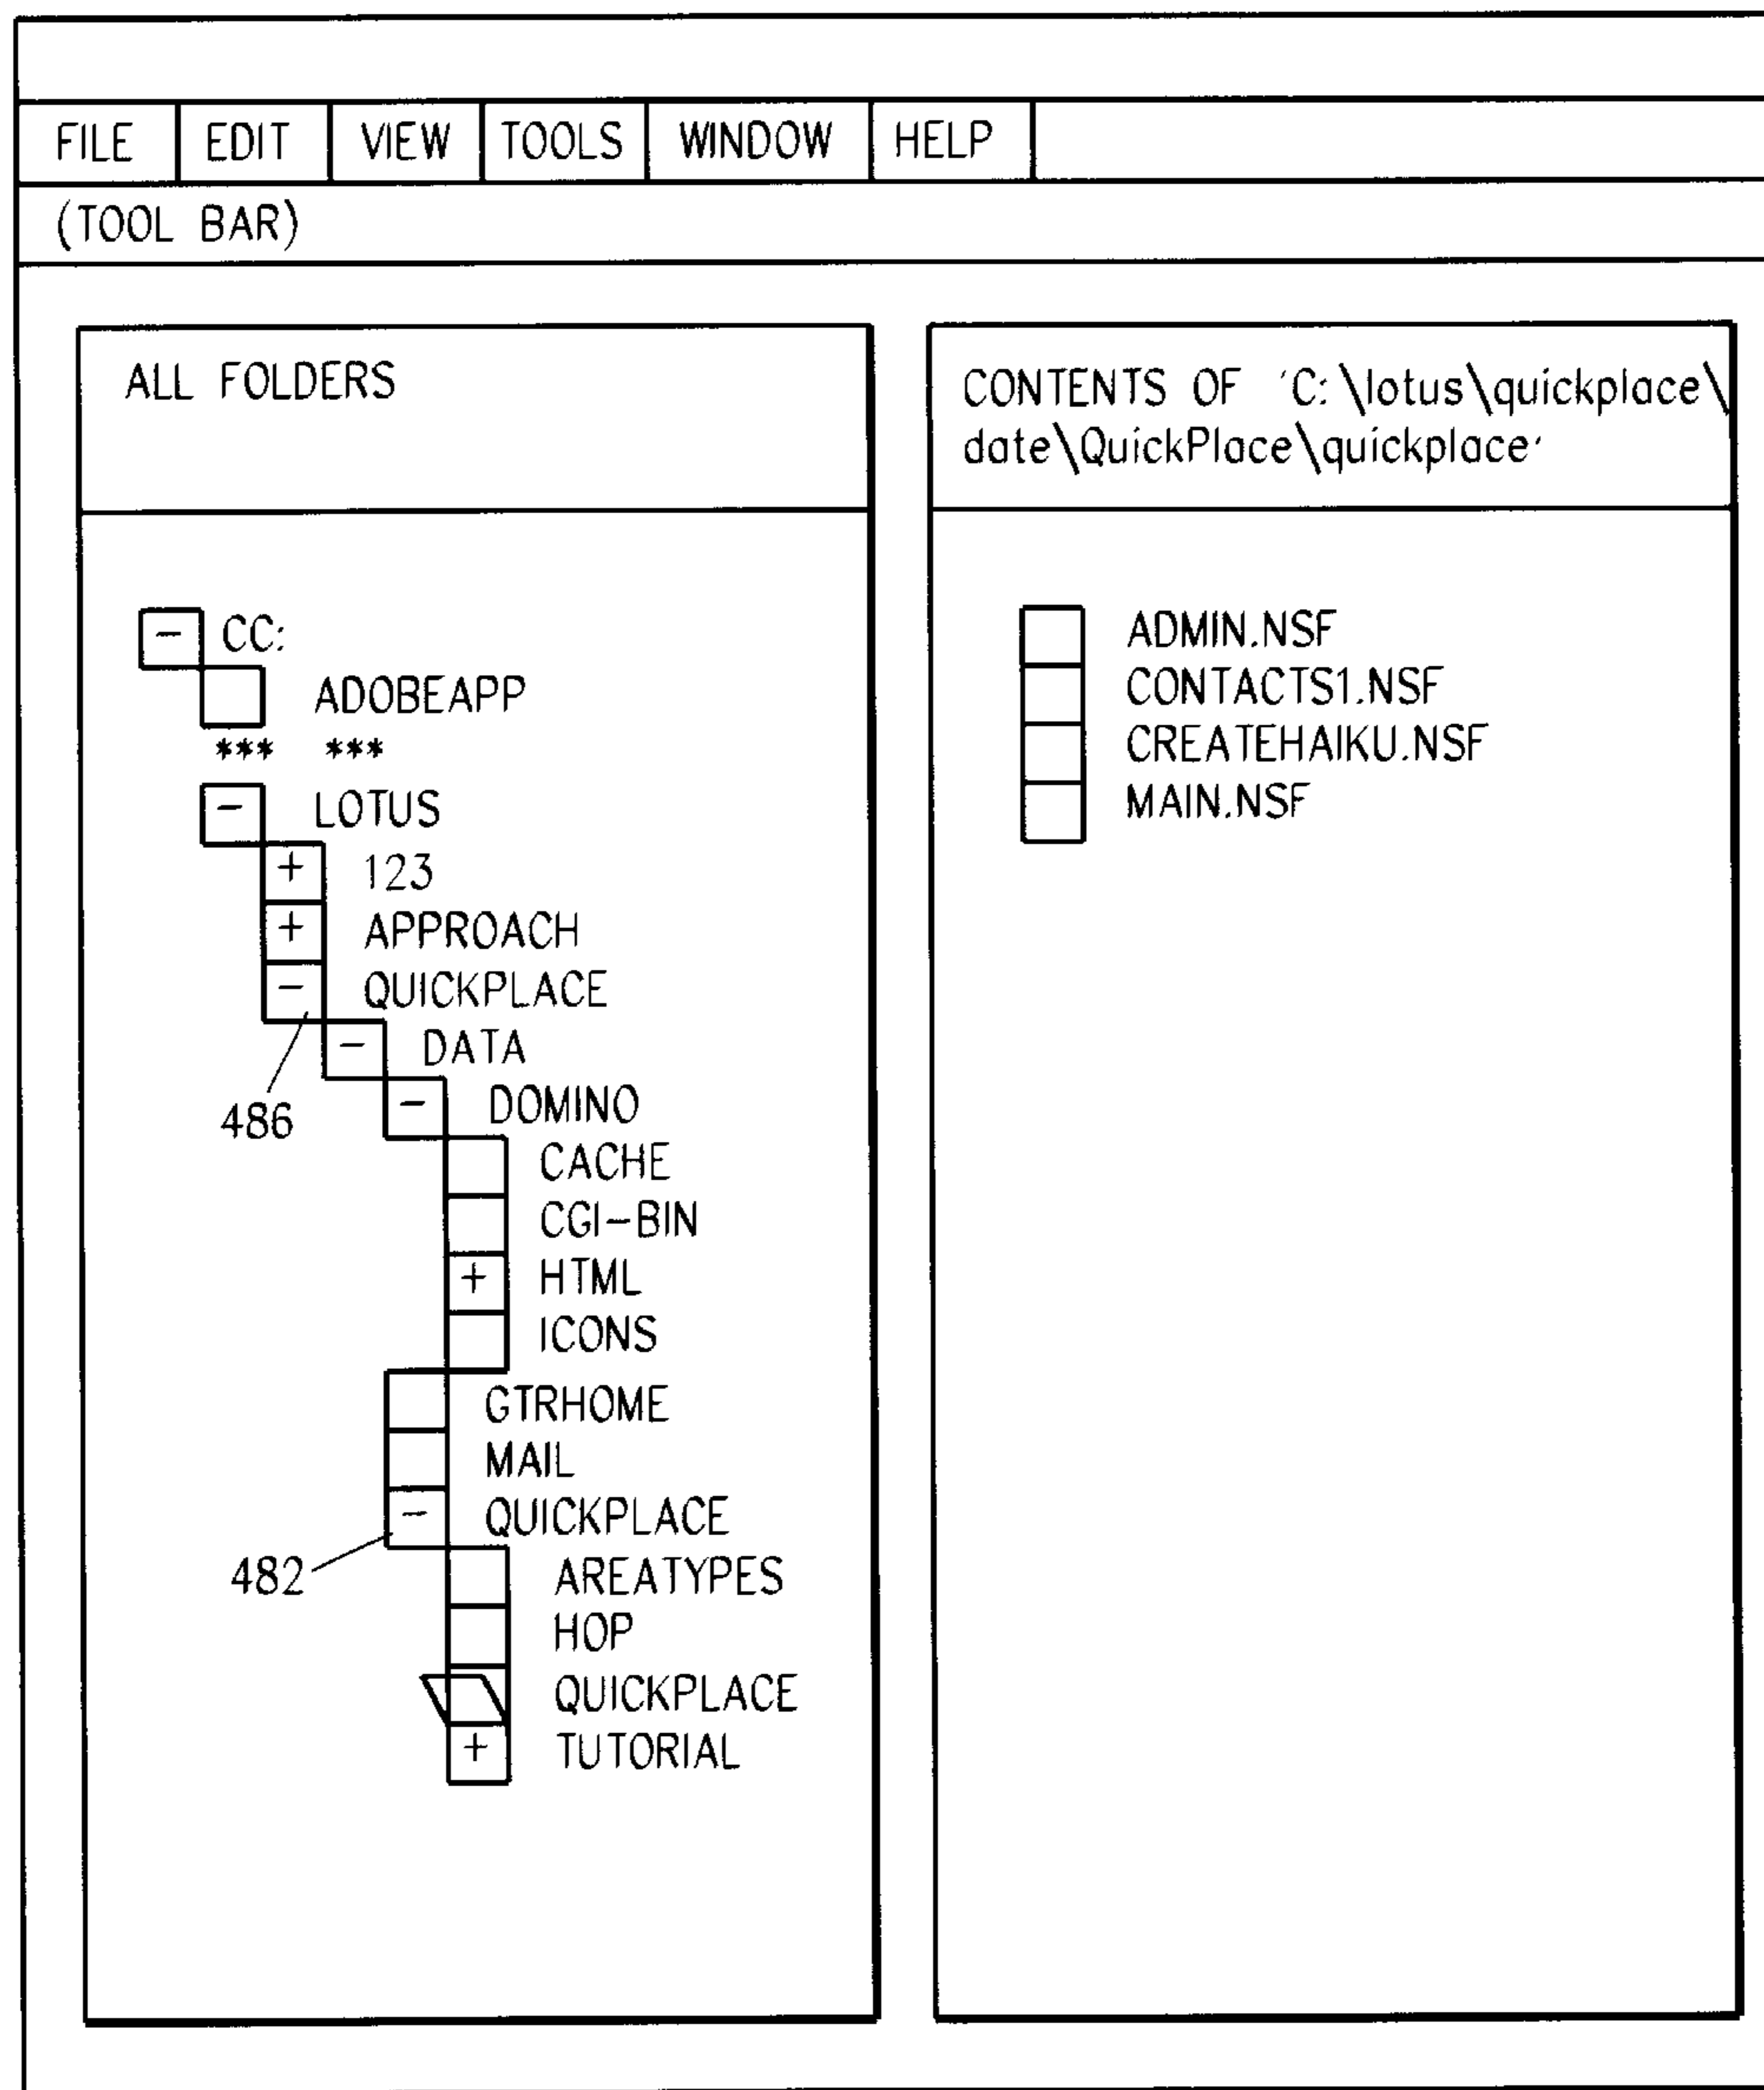 FILE EDIT VIEW TOOLS WINDOW HELP
(TOOL BAR)
ALL FOLDERS
- CC:
ADOBEAPP
*** ***
- LOTUS
+ 123
+ APPROACH
- QUICKPLACE
- DATA
486
- DOMINO
CACHE
CGI-BIN
+ HTML
ICONS
GTRHOME
MAIL
- QUICKPLACE
482
AREATYPES
HOP
QUICKPLACE
+ TUTORIAL
CONTENTS OF 'C:\lotus\quickplace\
date\QuickPlace\quickplace'
ADMIN.NSF
CONTACTS1.NSF
CREATEHAIKU.NSF
MAIN.NSF